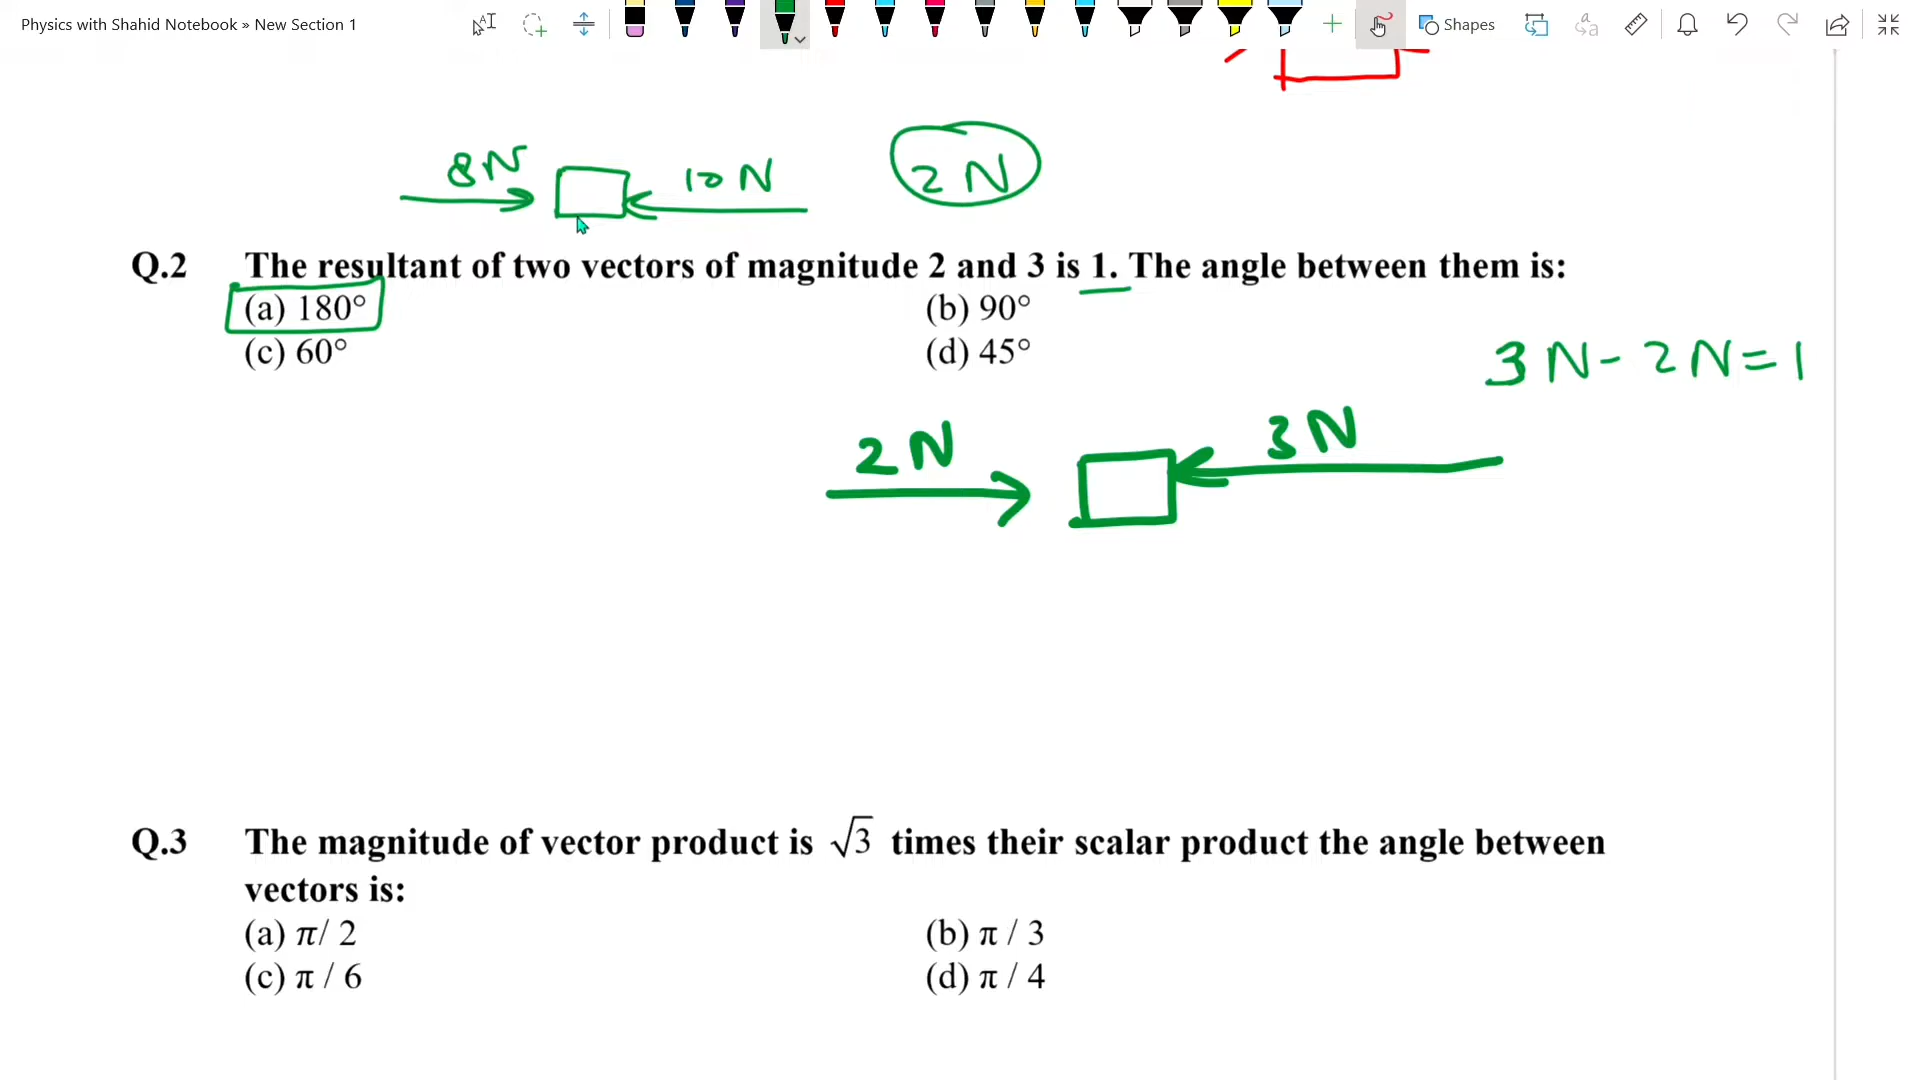 Physics with Shahid Notebook » New Section 1
Shapes
8N
10 N
2 N
Q.2 The resultant of two vectors of magnitude 2 and 3 is 1. The angle between them is:
(a) 180° (b) 90°
(c) 60° (d) 45°
3 N - 2 N = 1
2 N
3 N
Q.3 The magnitude of vector product is √3 times their scalar product the angle between
vectors is:
(a) π/ 2 (b) π / 3
(c) π / 6 (d) π / 4